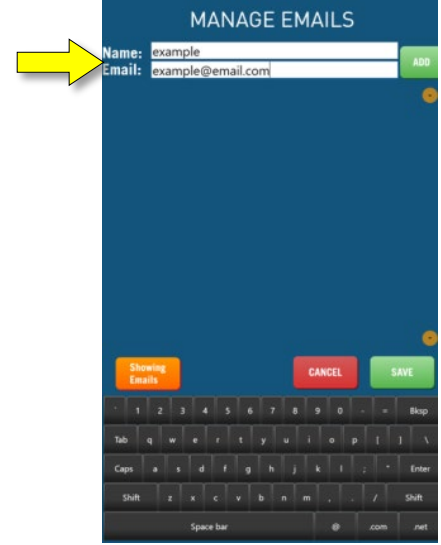 MANAGE EMAILS
Name: example
ADD
Email: example@email.com
Showing
Emails
CANCEL
SAVE
` 1 2 3 4 5 6 7 8 9 0 - = Bksp
Tab q w e r t y u i o p [ ] \
Caps a s d f g h j k l ; ' Enter
Shift z x c v b n m , . / Shift
Space bar @ .com .net